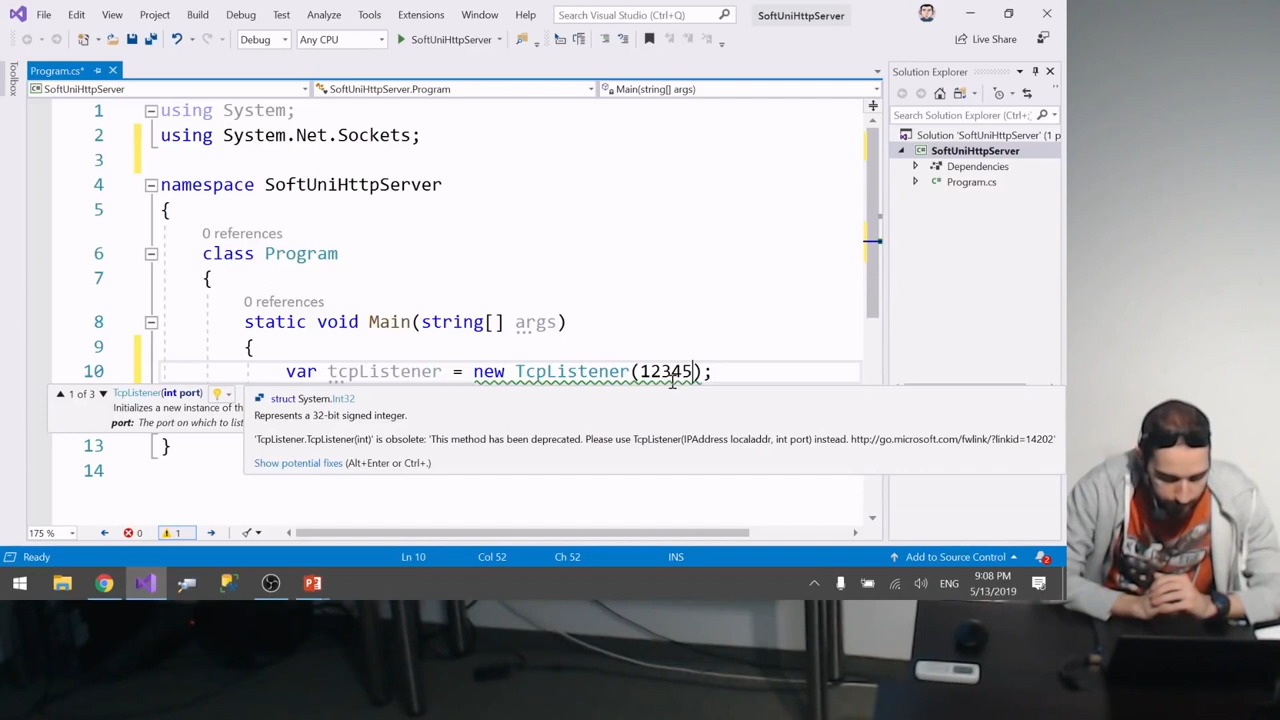 File Edit View Project Build Debug Test Analyze Tools Extensions Window Help Search Visual Studio (Ctrl+Q) SoftUniHttpServer
Debug Any CPU SoftUniHttpServer Live Share
Toolbox
Program.cs*
SoftUniHttpServer SoftUniHttpServer.Program Main(string[] args)
1 using System;
2 using System.Net.Sockets;
3
4 namespace SoftUniHttpServer
5 {
0 references
6 class Program
7 {
0 references
8 static void Main(string[] args)
9 {
10 var tcpListener = new TcpListener(12345);
1 of 3 TcpListener(int port)
Initializes a new instance of the
port: The port on which to list
struct System.Int32
Represents a 32-bit signed integer.
'TcpListener.TcpListener(int)' is obsolete: 'This method has been deprecated. Please use TcpListener(IPAddress localaddr, int port) instead. http://go.microsoft.com/fwlink/?linkid=14202'
Show potential fixes (Alt+Enter or Ctrl+.)
13 }
14
175 % 0 1
Ready Ln 10 Col 52 Ch 52 INS Add to Source Control 2
Solution Explorer
Search Solution Explorer (Ctrl+;
Solution 'SoftUniHttpServer' (1 p
SoftUniHttpServer
Dependencies
Program.cs
ENG 9:08 PM
5/13/2019